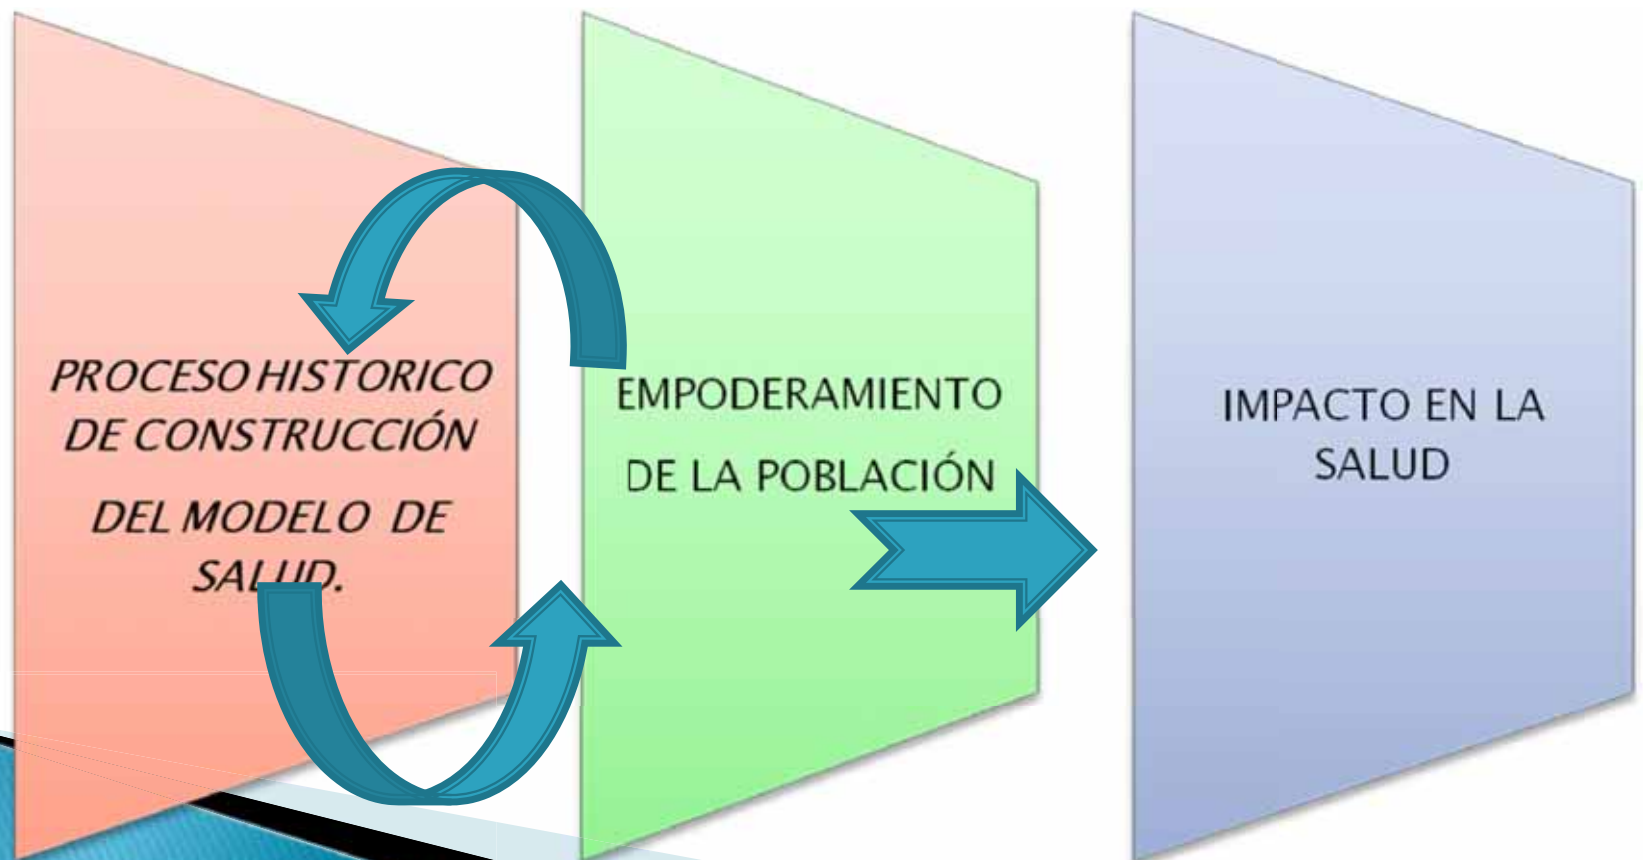 PROCESO HISTORICO
DE CONSTRUCCIÓN
DEL MODELO DE
SALUD.
EMPODERAMIENTO
DE LA POBLACIÓN
IMPACTO EN LA
SALUD